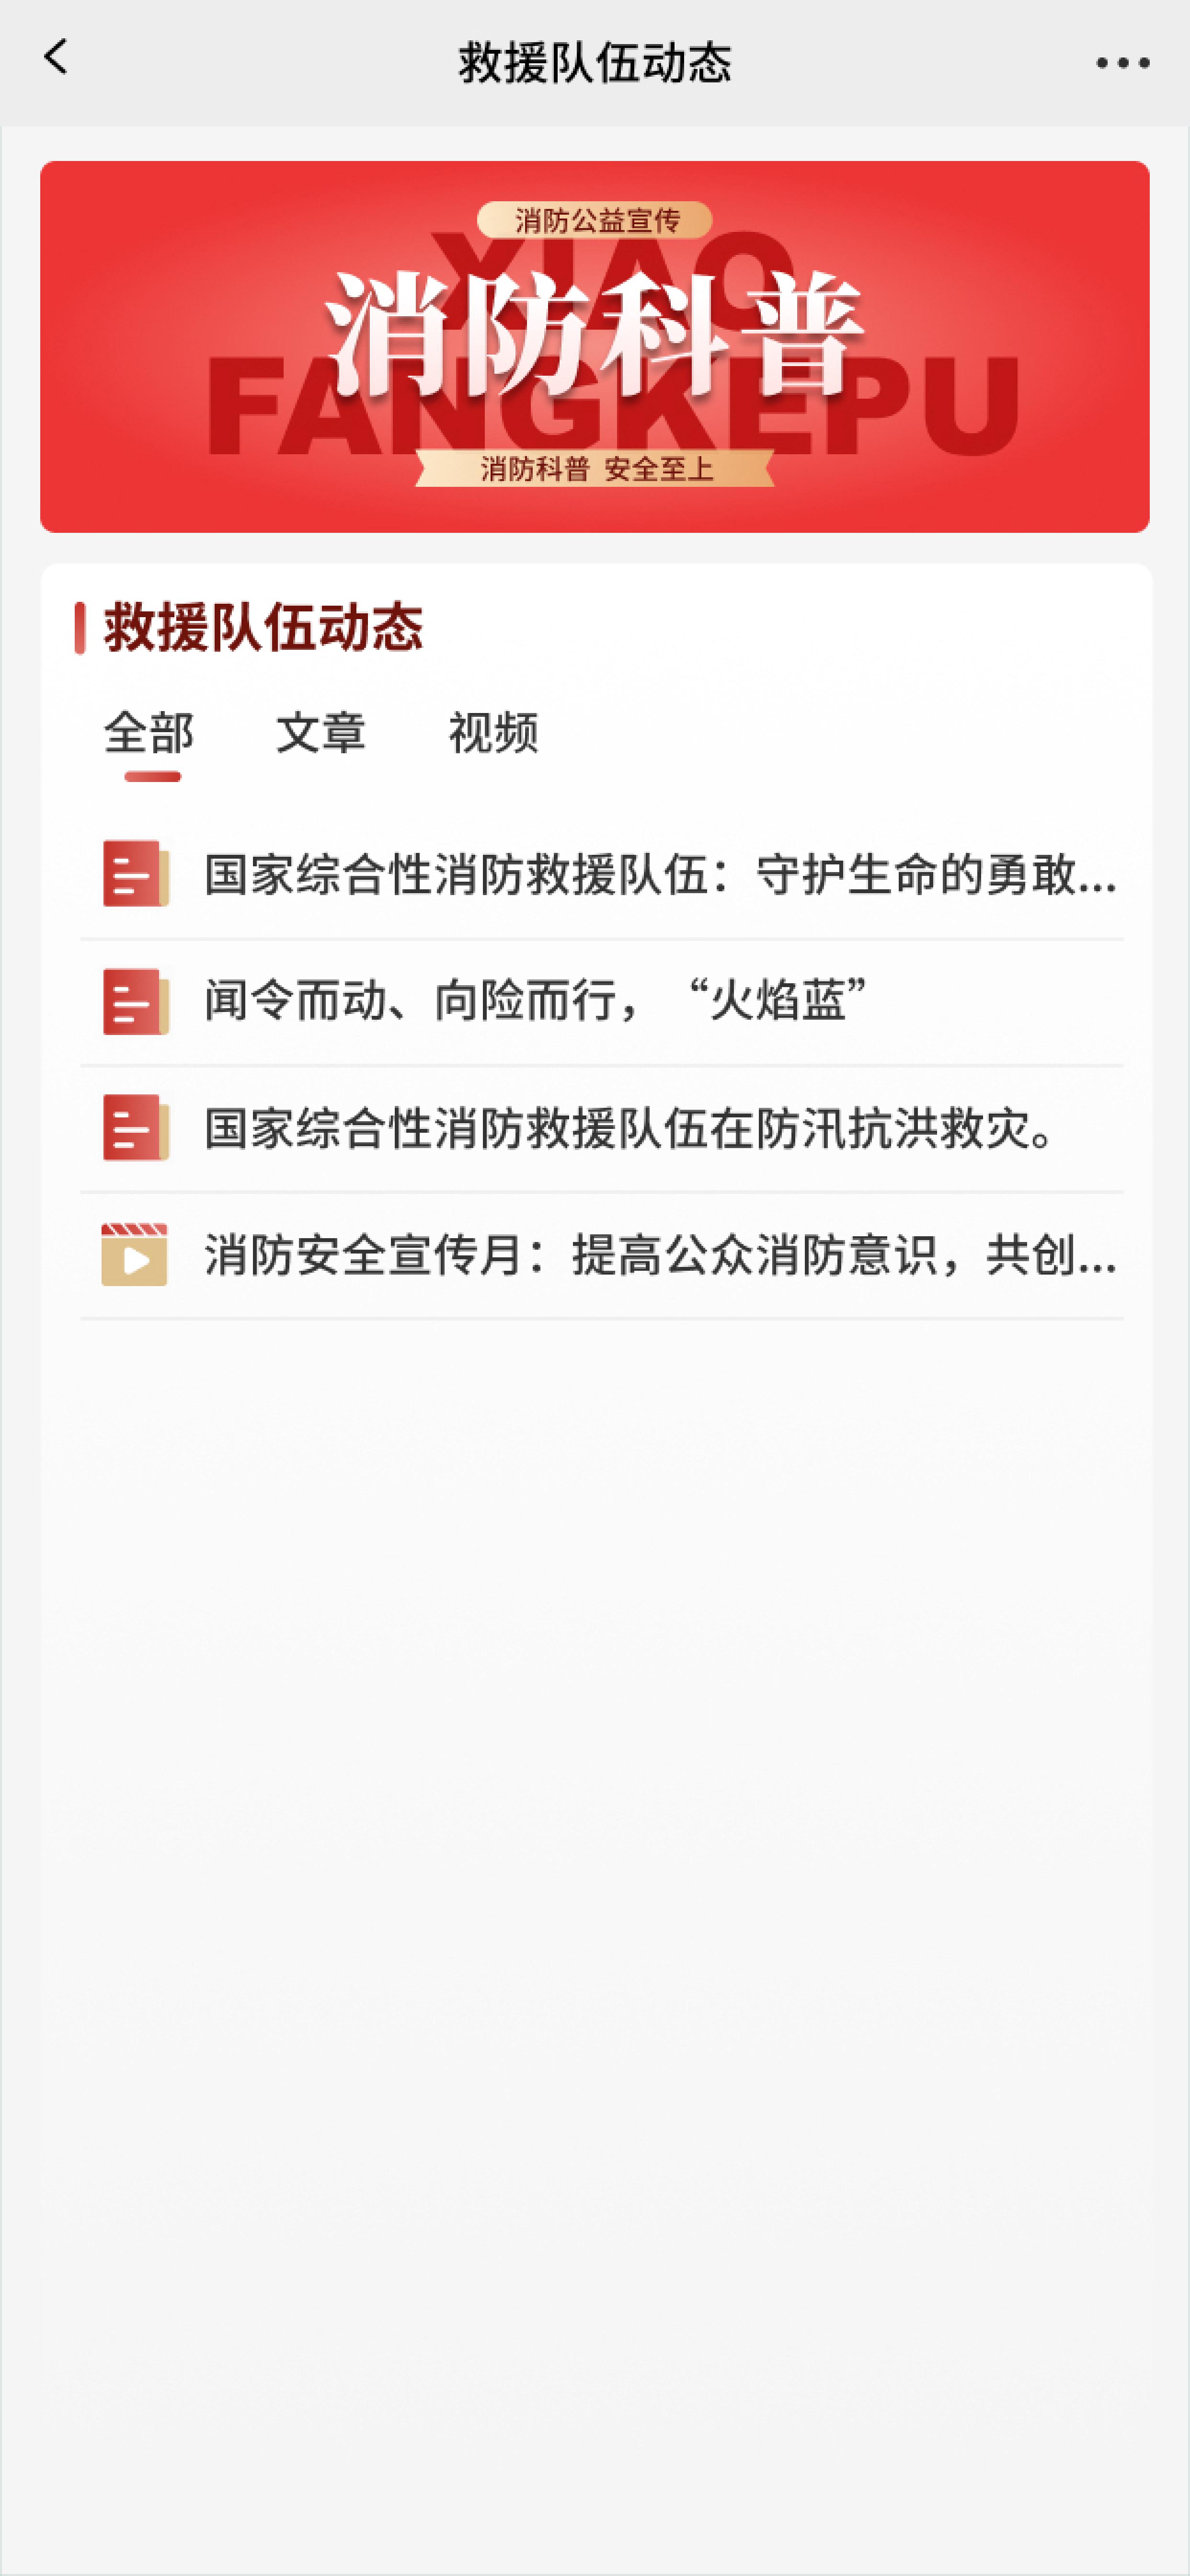 救援队伍动态
消防公益宣传
XIAO
消防科普
FANGKEPU
消防科普 安全至上
救援队伍动态
全部 文章 视频
国家综合性消防救援队伍：守护生命的勇敢...
闻令而动、向险而行，“火焰蓝”
国家综合性消防救援队伍在防汛抗洪救灾。
消防安全宣传月：提高公众消防意识，共创...